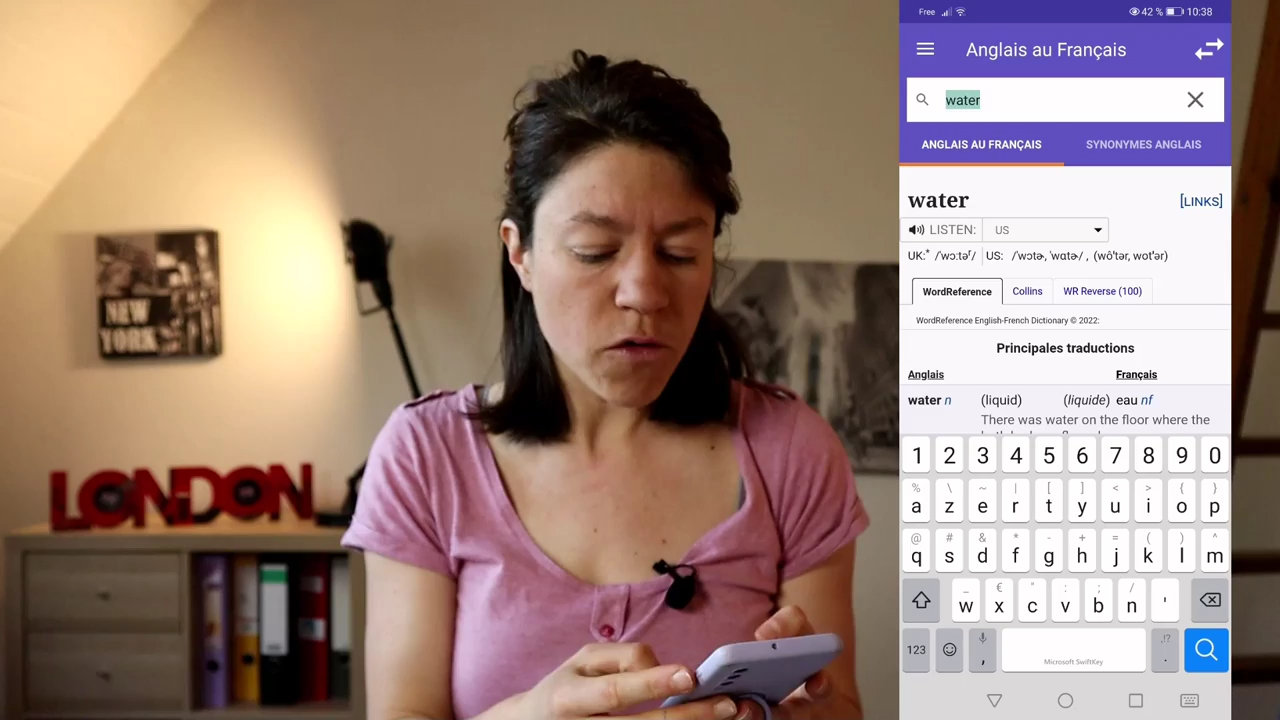 NEW
YORK
LONDON
Free 42 % 10:38
Anglais au Français
water
ANGLAIS AU FRANÇAIS SYNONYMES ANGLAIS
water [LINKS]
LISTEN: US
UK:* /ˈwɔːtəʳ/ US: /ˈwɔtɚ, ˈwɑtɚ/ , (wô′tər, wot′ər)
WordReference Collins WR Reverse (100)
WordReference English-French Dictionary © 2022:
Principales traductions
Anglais Français
water n (liquid) (liquide) eau nf
There was water on the floor where the
1 2 3 4 5 6 7 8 9 0
% \ ~ | [ ] < > { }
a z e r t y u i o p
@ # & * - + = ( ) ^
q s d f g h j k l m
_ € " : ; /
w x c v b n '
123 , Microsoft SwiftKey ,!? .